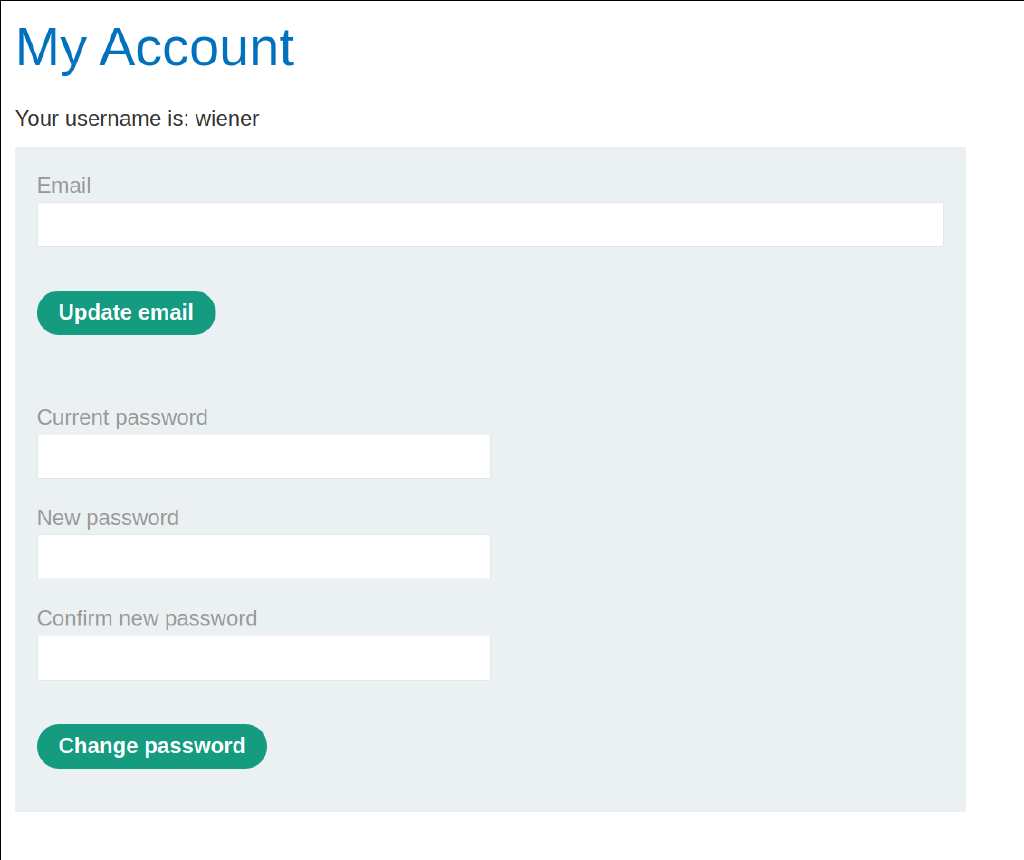 My Account
Your username is: wiener
Email
Update email
Current password
New password
Confirm new password
Change password